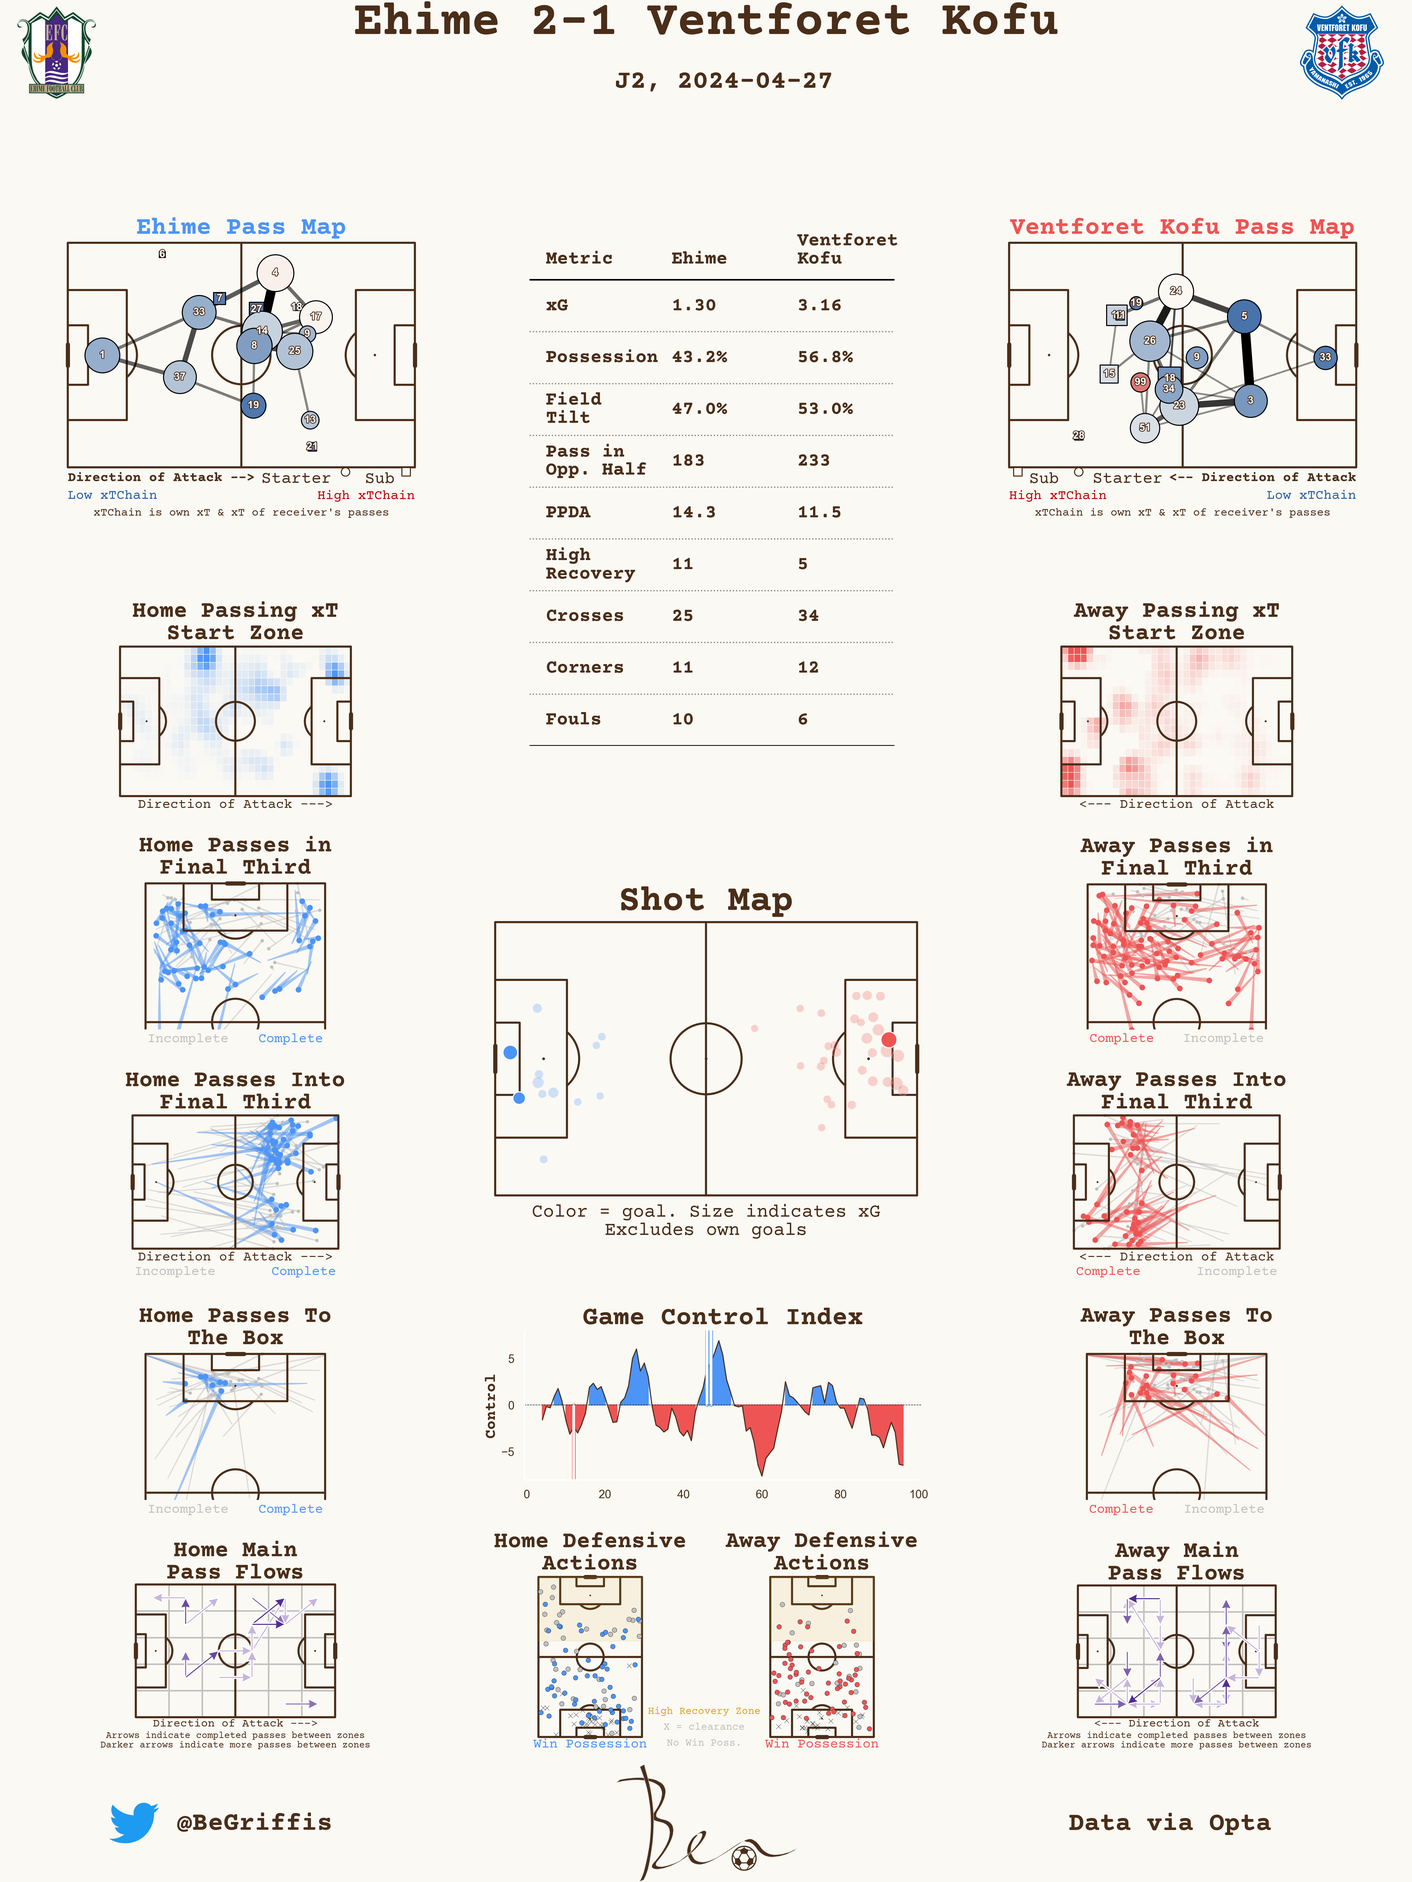 Ehime 2-1 Ventforet Kofu
J2, 2024-04-27
EFC
EHIME FOOTBALL CLUB
VENTFORET KOFU
vfk
YAMANASHI EST. 1965
Ehime Pass Map
6
4
7
27
18
33
17
14
9
8
25
1
37
19
13
21
Direction of Attack --> Starter Sub
Low xTChain High xTChain
xTChain is own xT & xT of receiver's passes
Metric Ehime Ventforet Kofu
xG 1.30 3.16
Possession 43.2% 56.8%
Field Tilt 47.0% 53.0%
Pass in Opp. Half 183 233
PPDA 14.3 11.5
High Recovery 11 5
Crosses 25 34
Corners 11 12
Fouls 10 6
Ventforet Kofu Pass Map
24
19
5
26
9
33
15
99
18
34
3
23
51
28
Sub Starter <-- Direction of Attack
High xTChain Low xTChain
xTChain is own xT & xT of receiver's passes
Home Passing xT
Start Zone
Direction of Attack --->
Away Passing xT
Start Zone
<--- Direction of Attack
Home Passes in
Final Third
Incomplete Complete
Shot Map
Color = goal. Size indicates xG
Excludes own goals
Away Passes in
Final Third
Complete Incomplete
Home Passes Into
Final Third
Direction of Attack --->
Incomplete Complete
Away Passes Into
Final Third
<--- Direction of Attack
Complete Incomplete
Home Passes To
The Box
Incomplete Complete
Game Control Index
Control
5
0
−5
0 20 40 60 80 100
Away Passes To
The Box
Complete Incomplete
Home Main
Pass Flows
Direction of Attack --->
Arrows indicate completed passes between zones
Darker arrows indicate more passes between zones
Home Defensive
Actions
Win Possession
High Recovery Zone
X = clearance
No Win Poss.
Away Defensive
Actions
Win Possession
Away Main
Pass Flows
<--- Direction of Attack
Arrows indicate completed passes between zones
Darker arrows indicate more passes between zones
@BeGriffis
Ben
Data via Opta